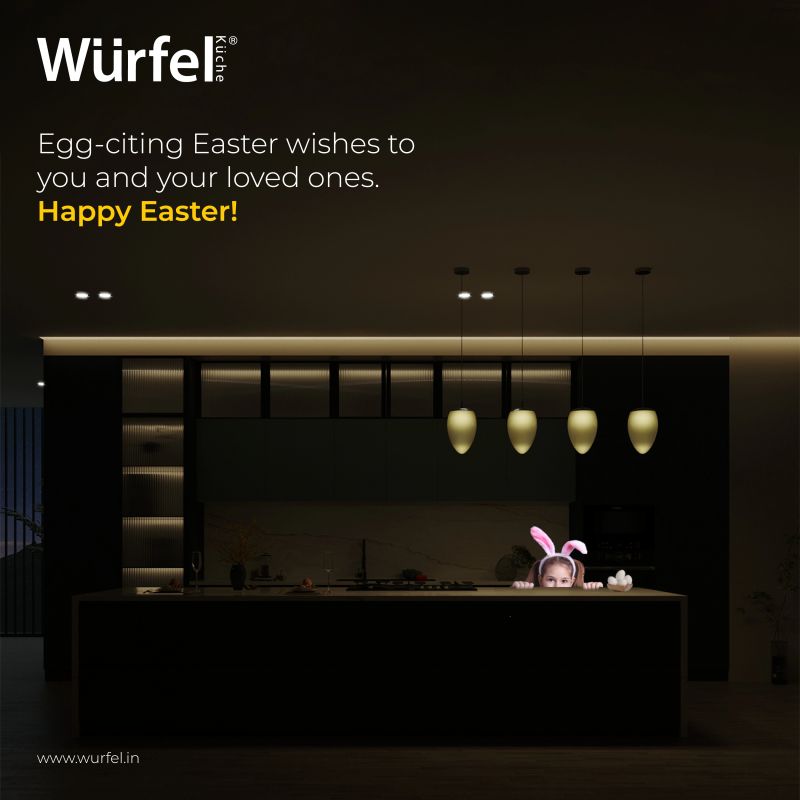 Würfel Küche®
Egg-citing Easter wishes to
you and your loved ones.
Happy Easter!
www.wurfel.in